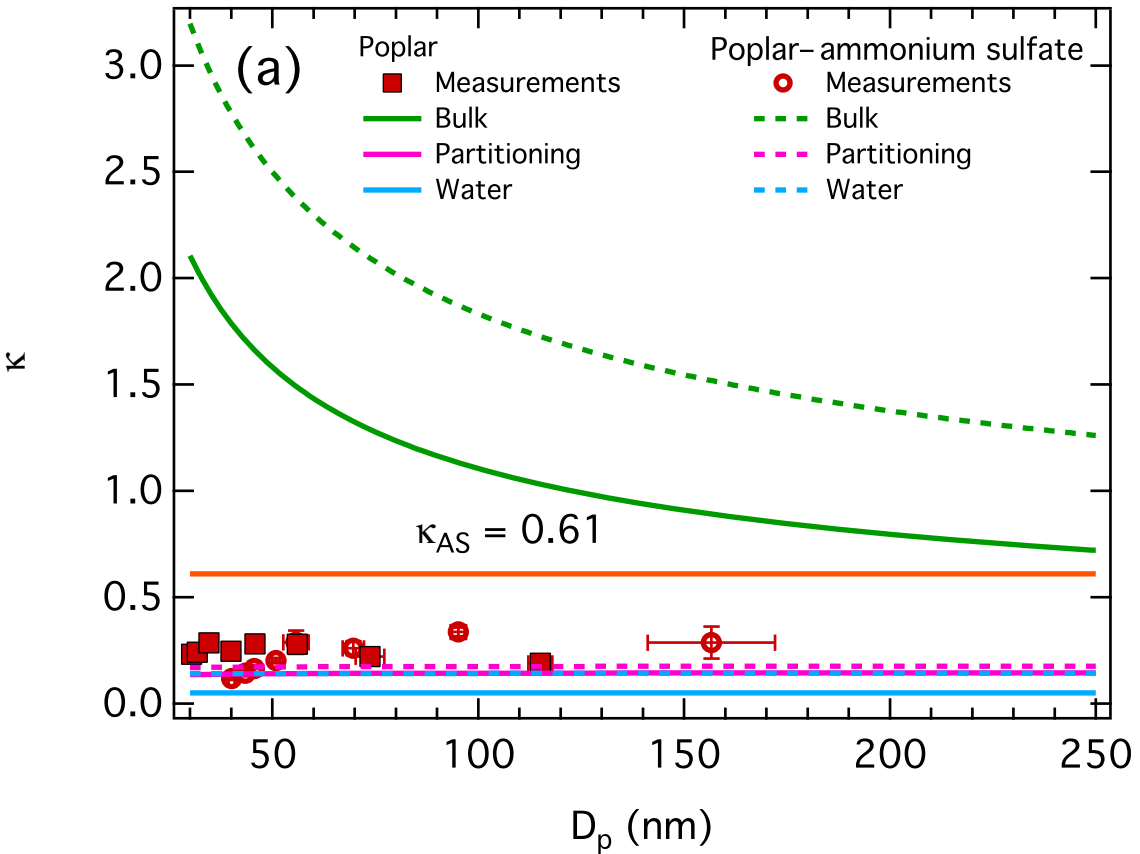 (a)
Poplar
Measurements
Bulk
Partitioning
Water
Poplar–ammonium sulfate
Measurements
Bulk
Partitioning
Water
κAS = 0.61
κ
3.0
2.5
2.0
1.5
1.0
0.5
0.0
50
100
150
200
250
Dp (nm)